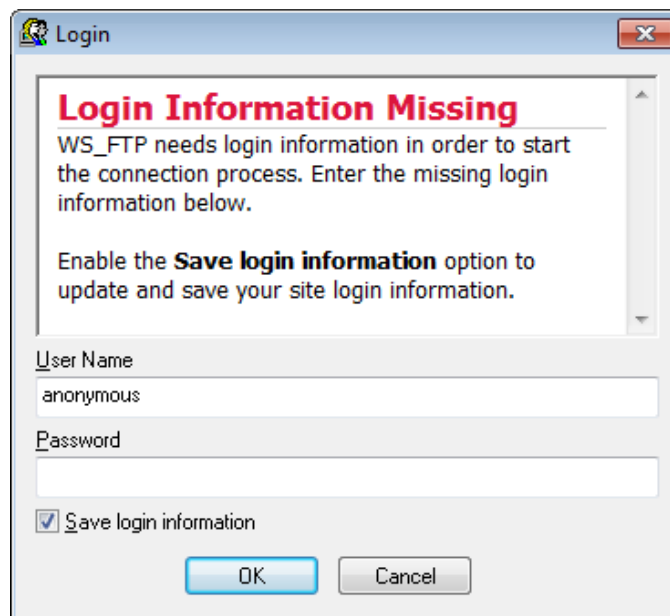 Login
Login Information Missing
WS_FTP needs login information in order to start
the connection process. Enter the missing login
information below.
Enable the Save login information option to
update and save your site login information.
User Name
anonymous
Password
Save login information
OK Cancel